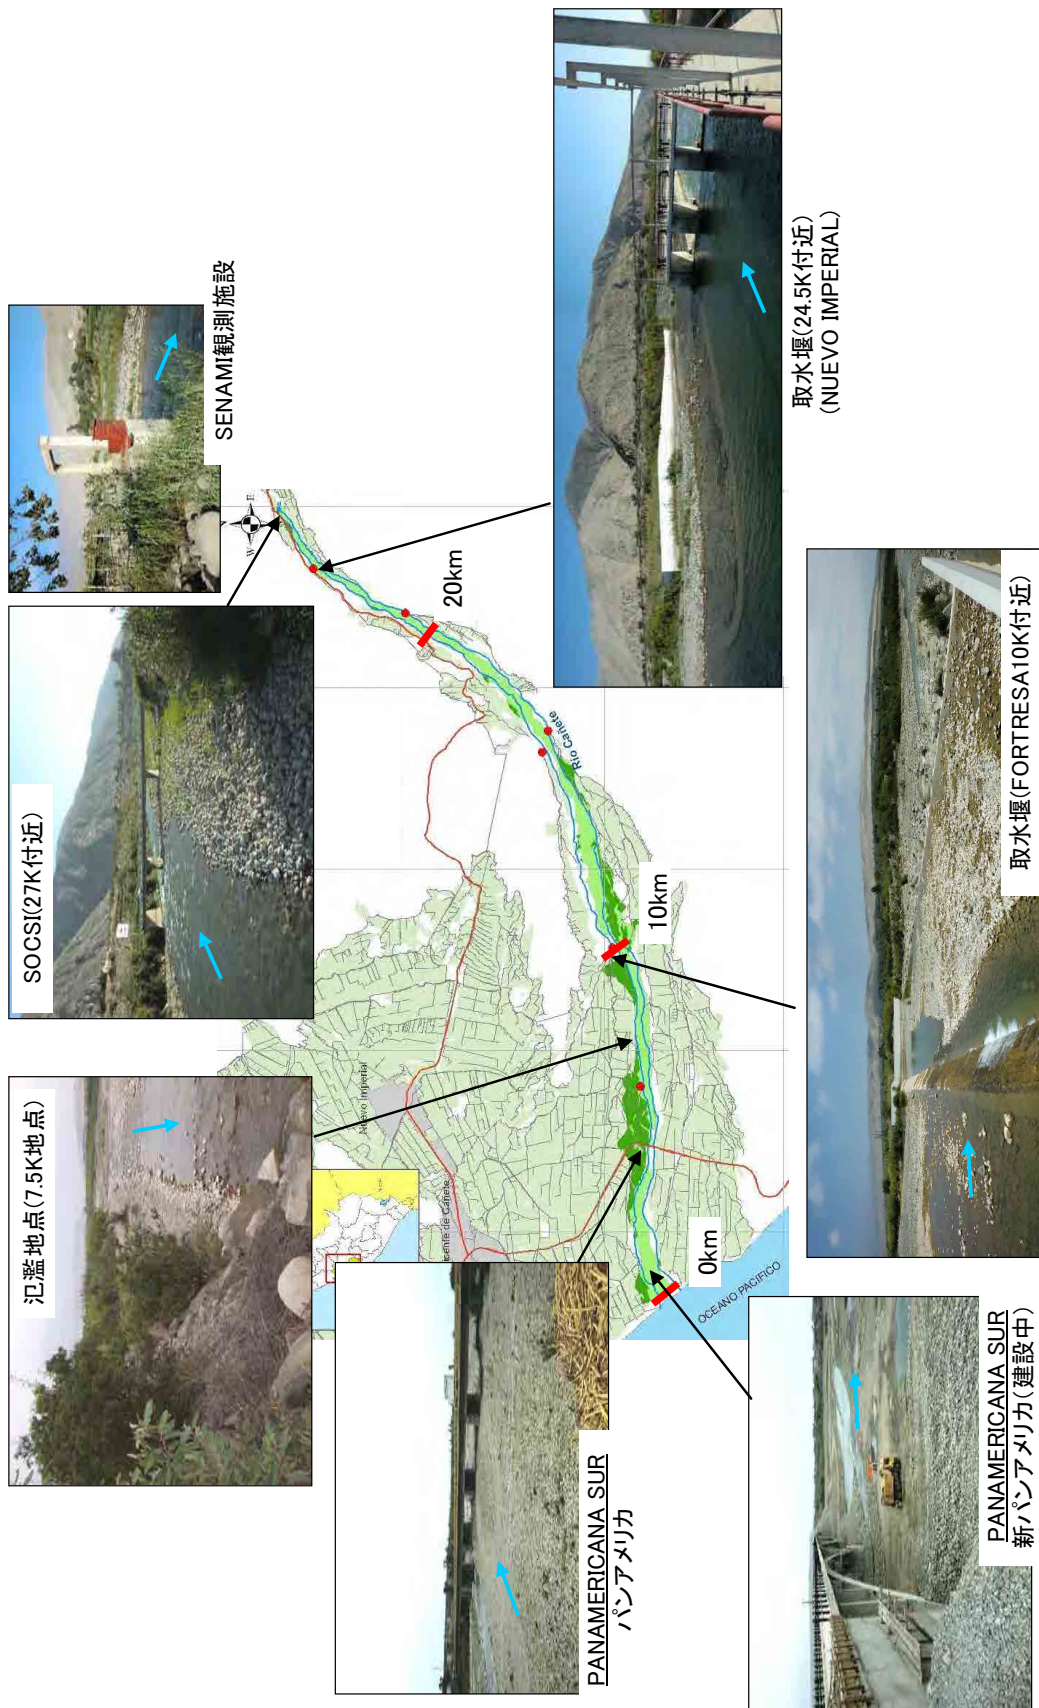 氾濫地点(7.5K地点)
SOCSI(27K付近)
SENAMI観測施設
PANAMERICANA SUR
パンアメリカ
Nuevo Imperial
icente de Cañete
W
E
20km
10km
0km
Rio Cañete
OCEANO PACIFICO
取水堰(24.5K付近)
(NUEVO IMPERIAL)
PANAMERICANA SUR
新パンアメリカ(建設中)
取水堰(FORTRESA10K付近)